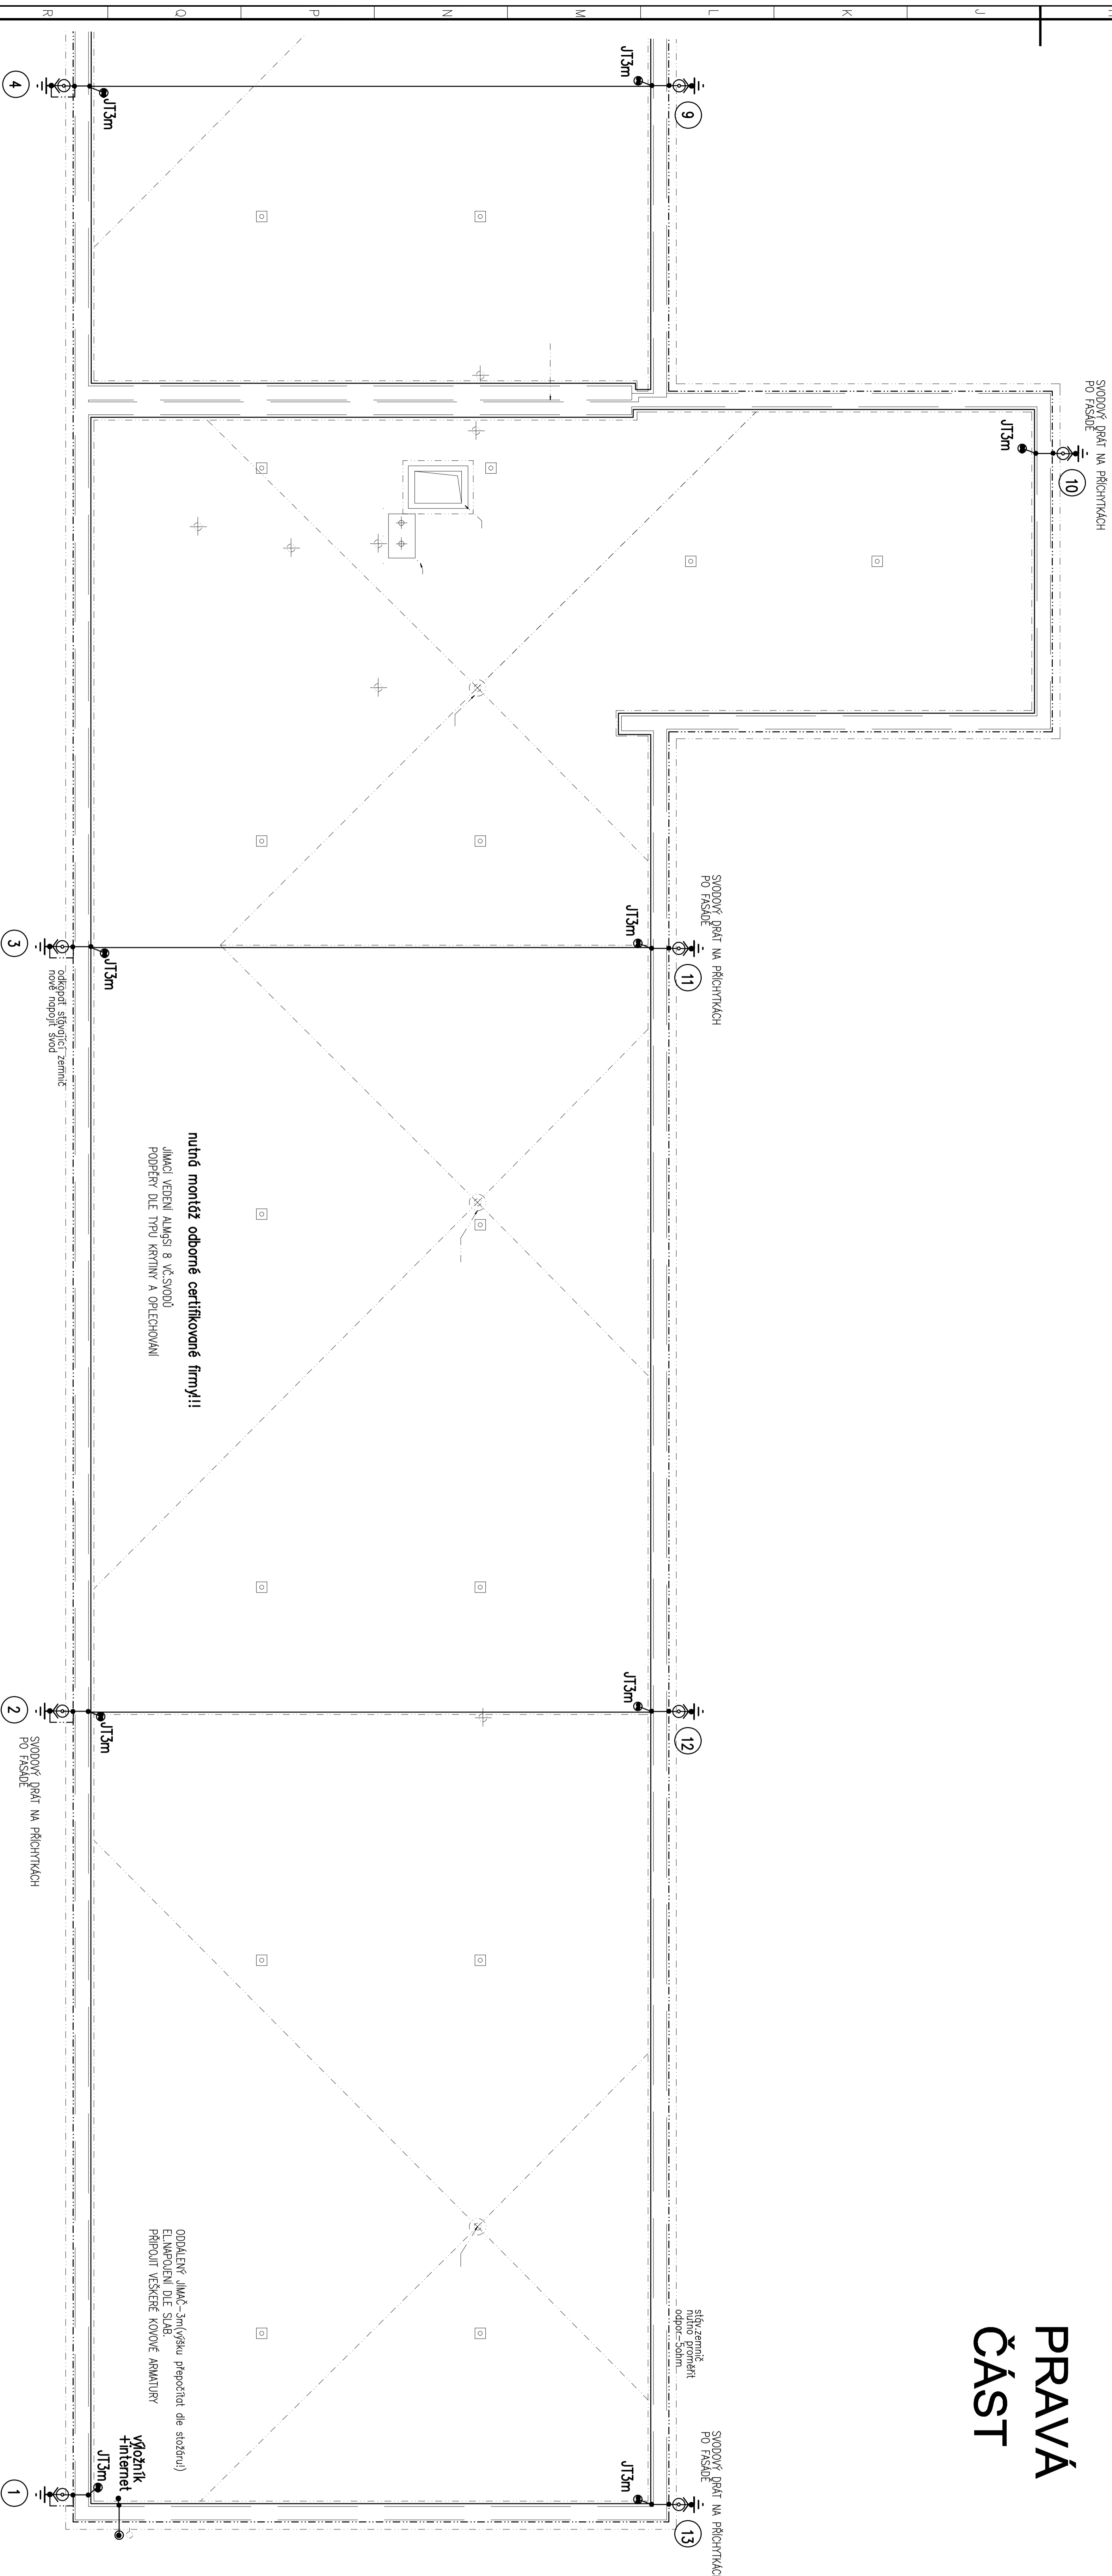 PRAVÁ
ČÁST
SVODOVÝ DRÁT NA PŘÍCHYTKÁCH
PO FASÁDĚ
10
JT3m
9
JT3m
SVODOVÝ DRÁT NA PŘÍCHYTKÁCH
PO FASÁDĚ
11
JT3m
12
JT3m
stáv.zemnič
nutno proměřit
odpor-5ohm
SVODOVÝ DRÁT NA PŘÍCHYTKÁC
PO FASÁDĚ
13
JT3m
nutná montáž odborné certifikované firmy!!!
JÍMACÍ VEDENÍ ALMgSI 8 VČ.SVODŮ
PODPĚRY DLE TYPU KRYTINY A OPLECHOVÁNÍ
ODDÁLENÝ JÍMAČ-3m(výšku přepočítat dle stožáru!)
EL.NAPOJENÍ DLE SLAB.
PŘIPOJIT VEŠKERÉ KOVOVÉ ARMATURY
výložník
+internet
JT3m
1
JT3m
4
JT3m
3
odkopat stávající zemnič
nově napojit svod
JT3m
2
SVODOVÝ DRÁT NA PŘÍCHYTKÁCH
PO FASÁDĚ
J
K
L
M
N
P
Q
R